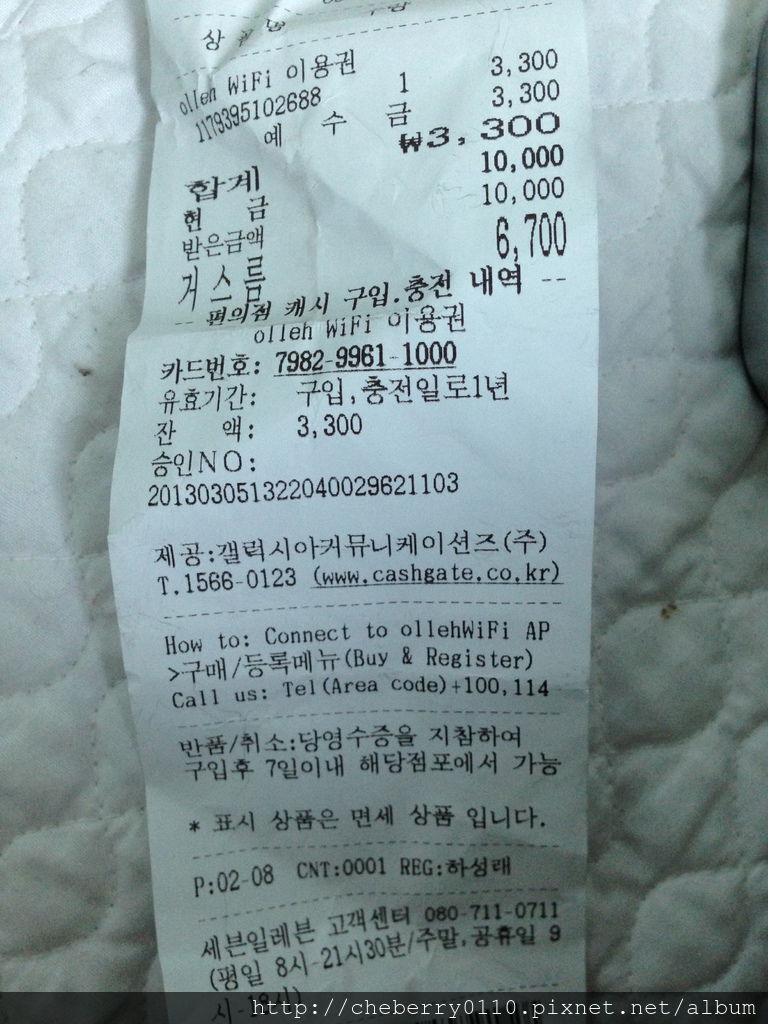 olleh WiFi 이용권
1179395102688 1 3,300
예 수 금 3,300
합계 ₩3,300
현 금 10,000
받은금액 10,000
거스름 6,700
-- 편의점 캐시 구입.충전 내역 --
olleh WiFi 이용권
카드번호: 7982-9961-1000
유효기간: 구입,충전일로1년
잔 액: 3,300
승인NO:
201303051322040029621103
제공:갤럭시아커뮤니케이션즈(주)
T.1566-0123 (www.cashgate.co.kr)
How to: Connect to ollehWiFi AP
>구매/등록메뉴(Buy & Register)
Call us: Tel(Area code)+100,114
반품/취소:당영수증을 지참하여
구입후 7일이내 해당점포에서 가능
* 표시 상품은 면세 상품 입니다.
P:02-08 CNT:0001 REG:하성래
세븐일레븐 고객센터 080-711-0711
(평일 8시-21시30분/주말,공휴일 9
시-18시)
http://cheberry0110.pixnet.net/album